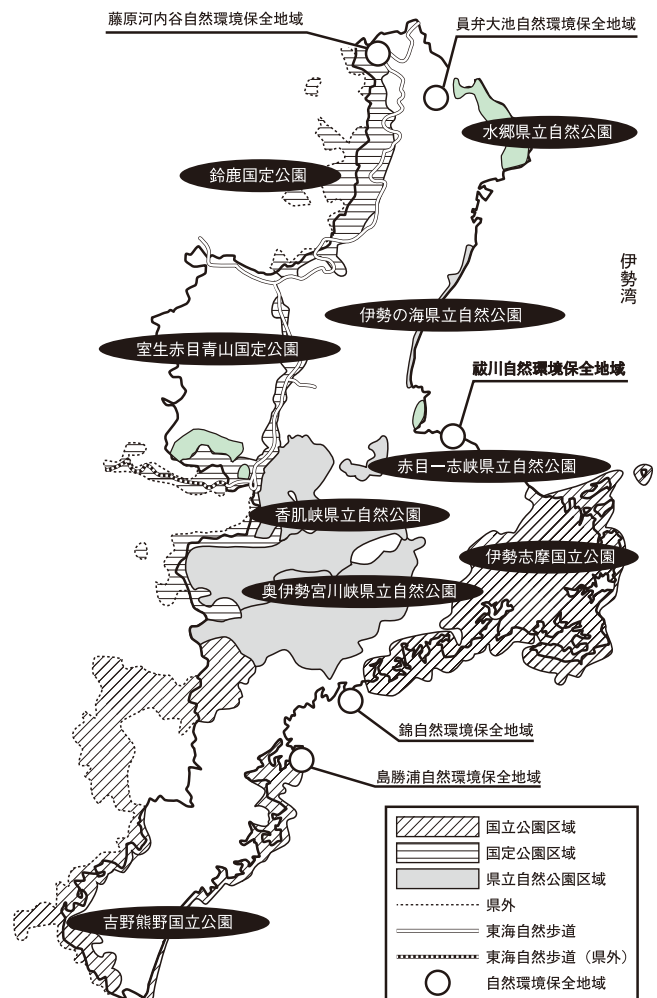 藤原河内谷自然環境保全地域
員弁大池自然環境保全地域
水郷県立自然公園
鈴鹿国定公園
伊勢湾
伊勢の海県立自然公園
室生赤目青山国定公園
祓川自然環境保全地域
赤目一志峡県立自然公園
香肌峡県立自然公園
伊勢志摩国立公園
奥伊勢宮川峡県立自然公園
錦自然環境保全地域
島勝浦自然環境保全地域
吉野熊野国立公園
国立公園区域
国定公園区域
県立自然公園区域
県外
東海自然歩道
東海自然歩道（県外）
自然環境保全地域